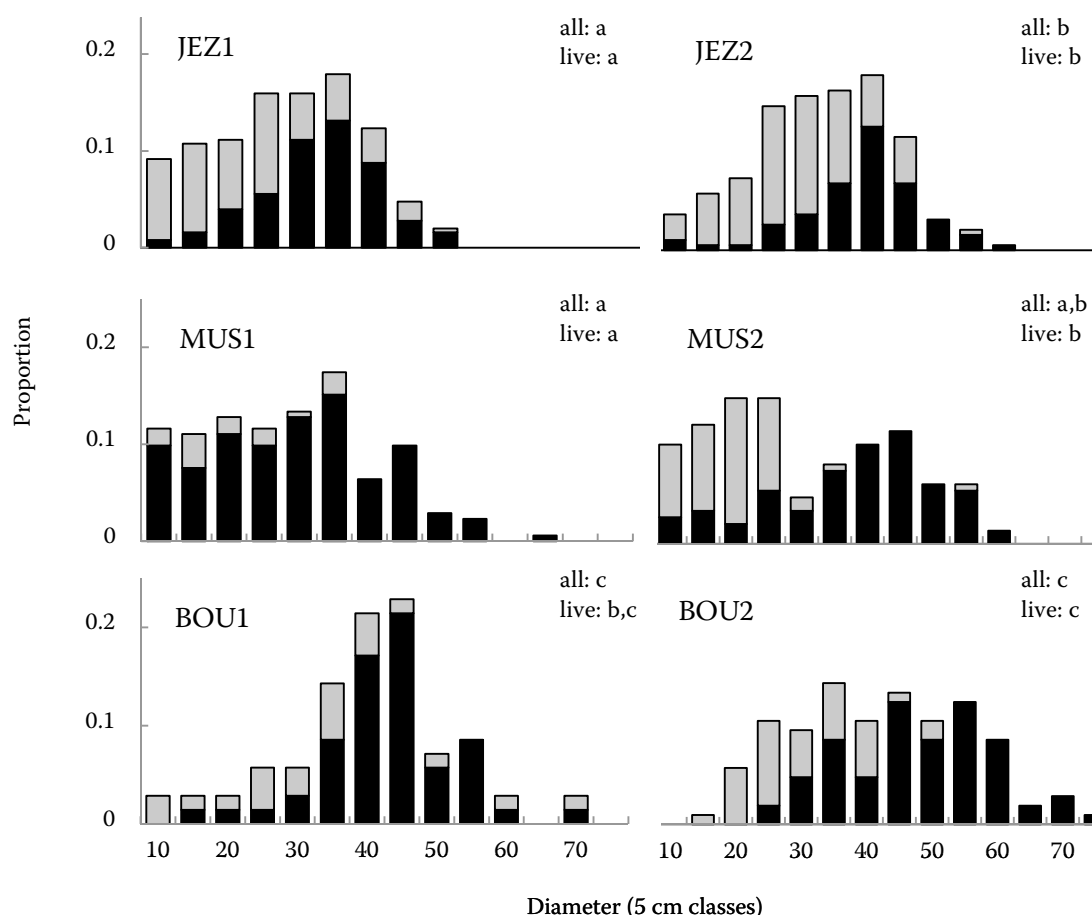 0.2
JEZ1
all: a
live: a
0.1
0
JEZ2
all: b
live: b
Proportion
0.2
MUS1
all: a
live: a
0.1
0
MUS2
all: a,b
live: b
0.2
BOU1
all: c
live: b,c
0.1
0
BOU2
all: c
live: c
10 20 30 40 50 60 70
10 20 30 40 50 60 70
Diameter (5 cm classes)